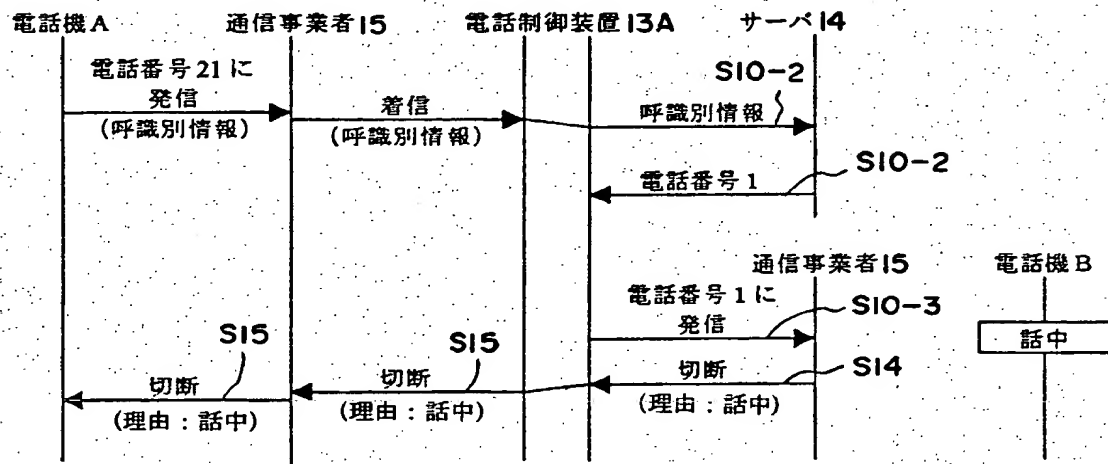 電話機A
通信事業者15
電話制御装置13A
サーバ14
電話番号21に
発信
(呼識別情報)
着信
(呼識別情報)
S10-2
呼識別情報
S10-2
電話番号1
通信事業者15
電話機B
電話番号1に
発信
S10-3
話中
S15
切断
(理由:話中)
S15
切断
(理由:話中)
S14
切断
(理由:話中)